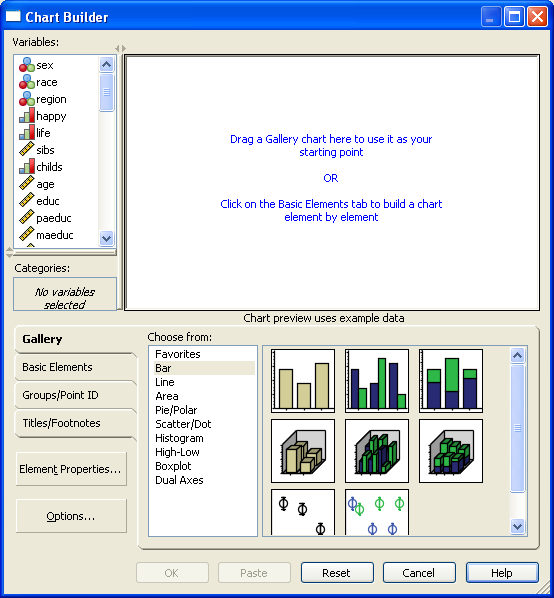 Chart Builder
Variables:
sex
race
region
happy
life
sibs
childs
age
educ
paeduc
maeduc
Categories:
No variables
selected
Drag a Gallery chart here to use it as your
starting point
OR
Click on the Basic Elements tab to build a chart
element by element
Chart preview uses example data
Gallery
Basic Elements
Groups/Point ID
Titles/Footnotes
Element Properties...
Options...
Choose from:
Favorites
Bar
Line
Area
Pie/Polar
Scatter/Dot
Histogram
High-Low
Boxplot
Dual Axes
OK
Paste
Reset
Cancel
Help